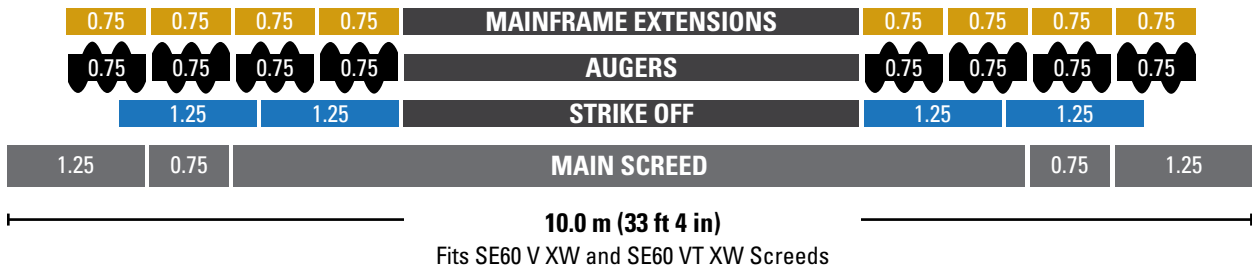 0.75 0.75 0.75 0.75 MAINFRAME EXTENSIONS 0.75 0.75 0.75 0.75
0.75 0.75 0.75 0.75 AUGERS 0.75 0.75 0.75 0.75
1.25 1.25 STRIKE OFF 1.25 1.25
1.25 0.75 MAIN SCREED 0.75 1.25
10.0 m (33 ft 4 in)
Fits SE60 V XW and SE60 VT XW Screeds